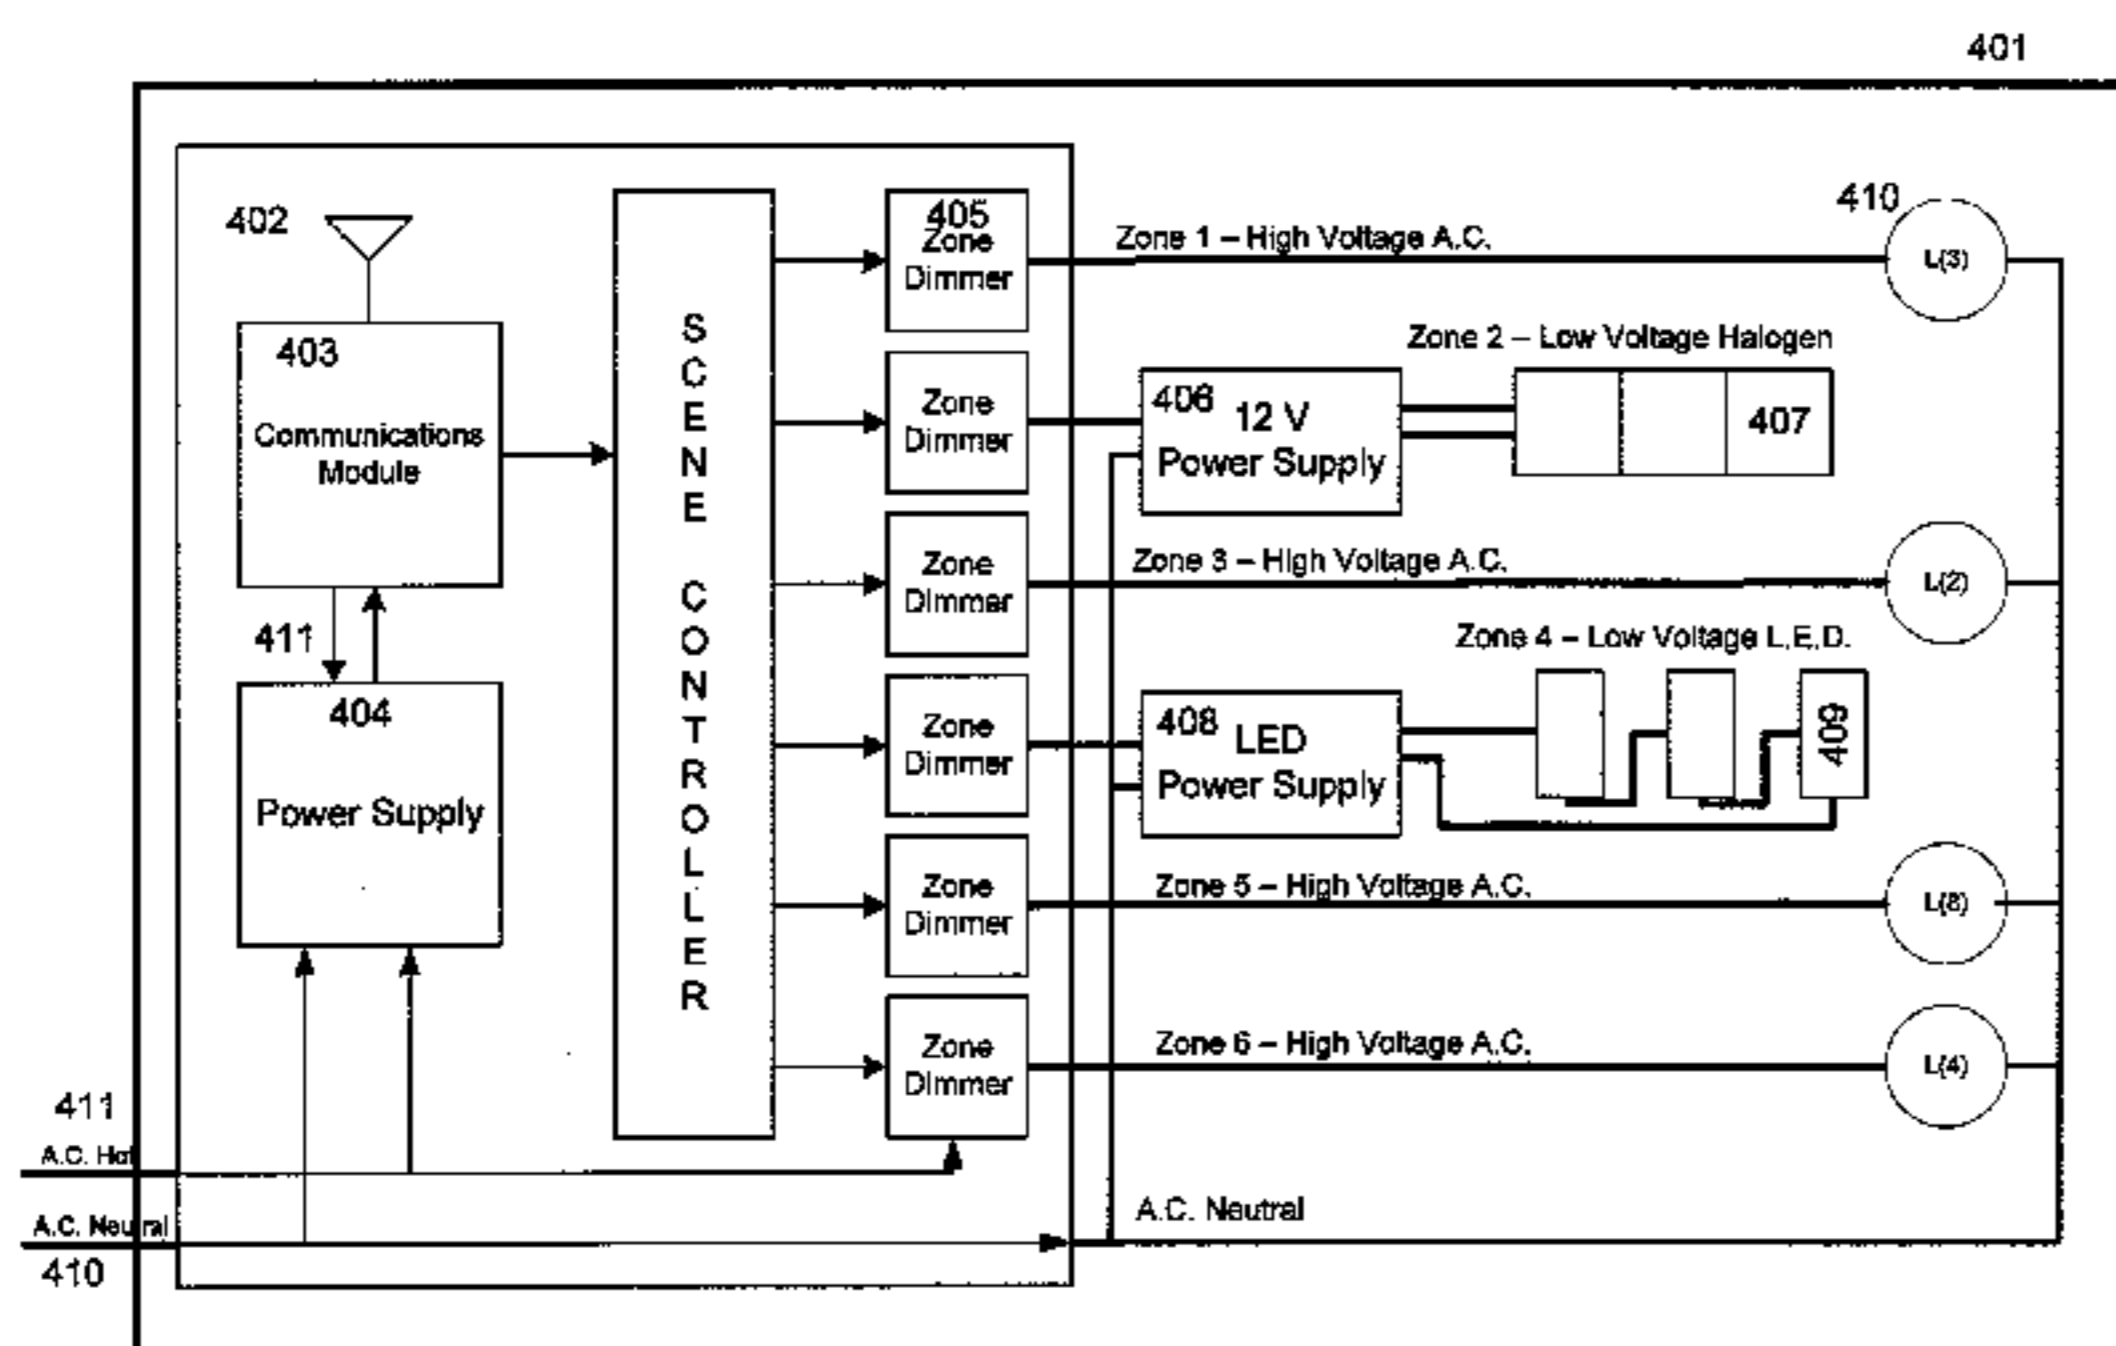 401
402
403
Communications
Module
411
404
Power Supply
SCENE CONTROLLER
405
Zone
Dimmer
Zone
Dimmer
Zone
Dimmer
Zone
Dimmer
Zone
Dimmer
Zone
Dimmer
Zone 1 – High Voltage A.C.
410
L(3)
Zone 2 – Low Voltage Halogen
406
12 V
Power Supply
407
Zone 3 – High Voltage A.C.
L(2)
Zone 4 – Low Voltage L.E.D.
408
LED
Power Supply
409
Zone 5 – High Voltage A.C.
Zone 6 – High Voltage A.C.
L(4)
411
A.C. Hot
A.C. Neutral
410
A.C. Neutral